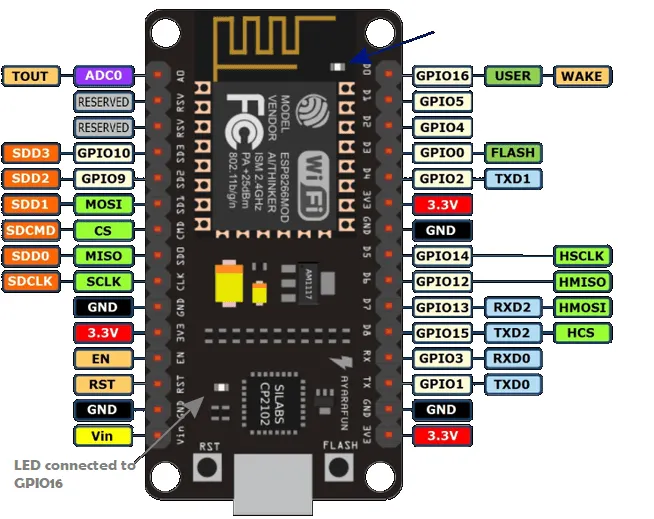 TOUT ADC0 A0 D0 GPIO16 USER WAKE
RESERVED RSV D1 GPIO5
RESERVED RSV D2 GPIO4
SDD3 GPIO10 SD3 D3 GPIO0 FLASH
SDD2 GPIO9 SD2 D4 GPIO2 TXD1
SDD1 MOSI SD1 3V3 3.3V
SDCMD CS CMD GND GND
SDD0 MISO SD0 D5 GPIO14 HSCLK
SDCLK SCLK CLK D6 GPIO12 HMISO
GND GND D7 GPIO13 RXD2 HMOSI
3.3V 3V3 D8 GPIO15 TXD2 HCS
EN EN RX GPIO3 RXD0
RST RST TX GPIO1 TXD0
GND GND GND GND
Vin Vin 3V3 3.3V
MODEL
VENDOR
ESP8266MOD
AI/THINKER
ISM 2.4GHz
PA +25dBm
802.11b/g/n
FC
Wi Fi
AM1117
SILABS
CP2102
AYARAFUN
RST
FLASH
LED connected to
GPIO16